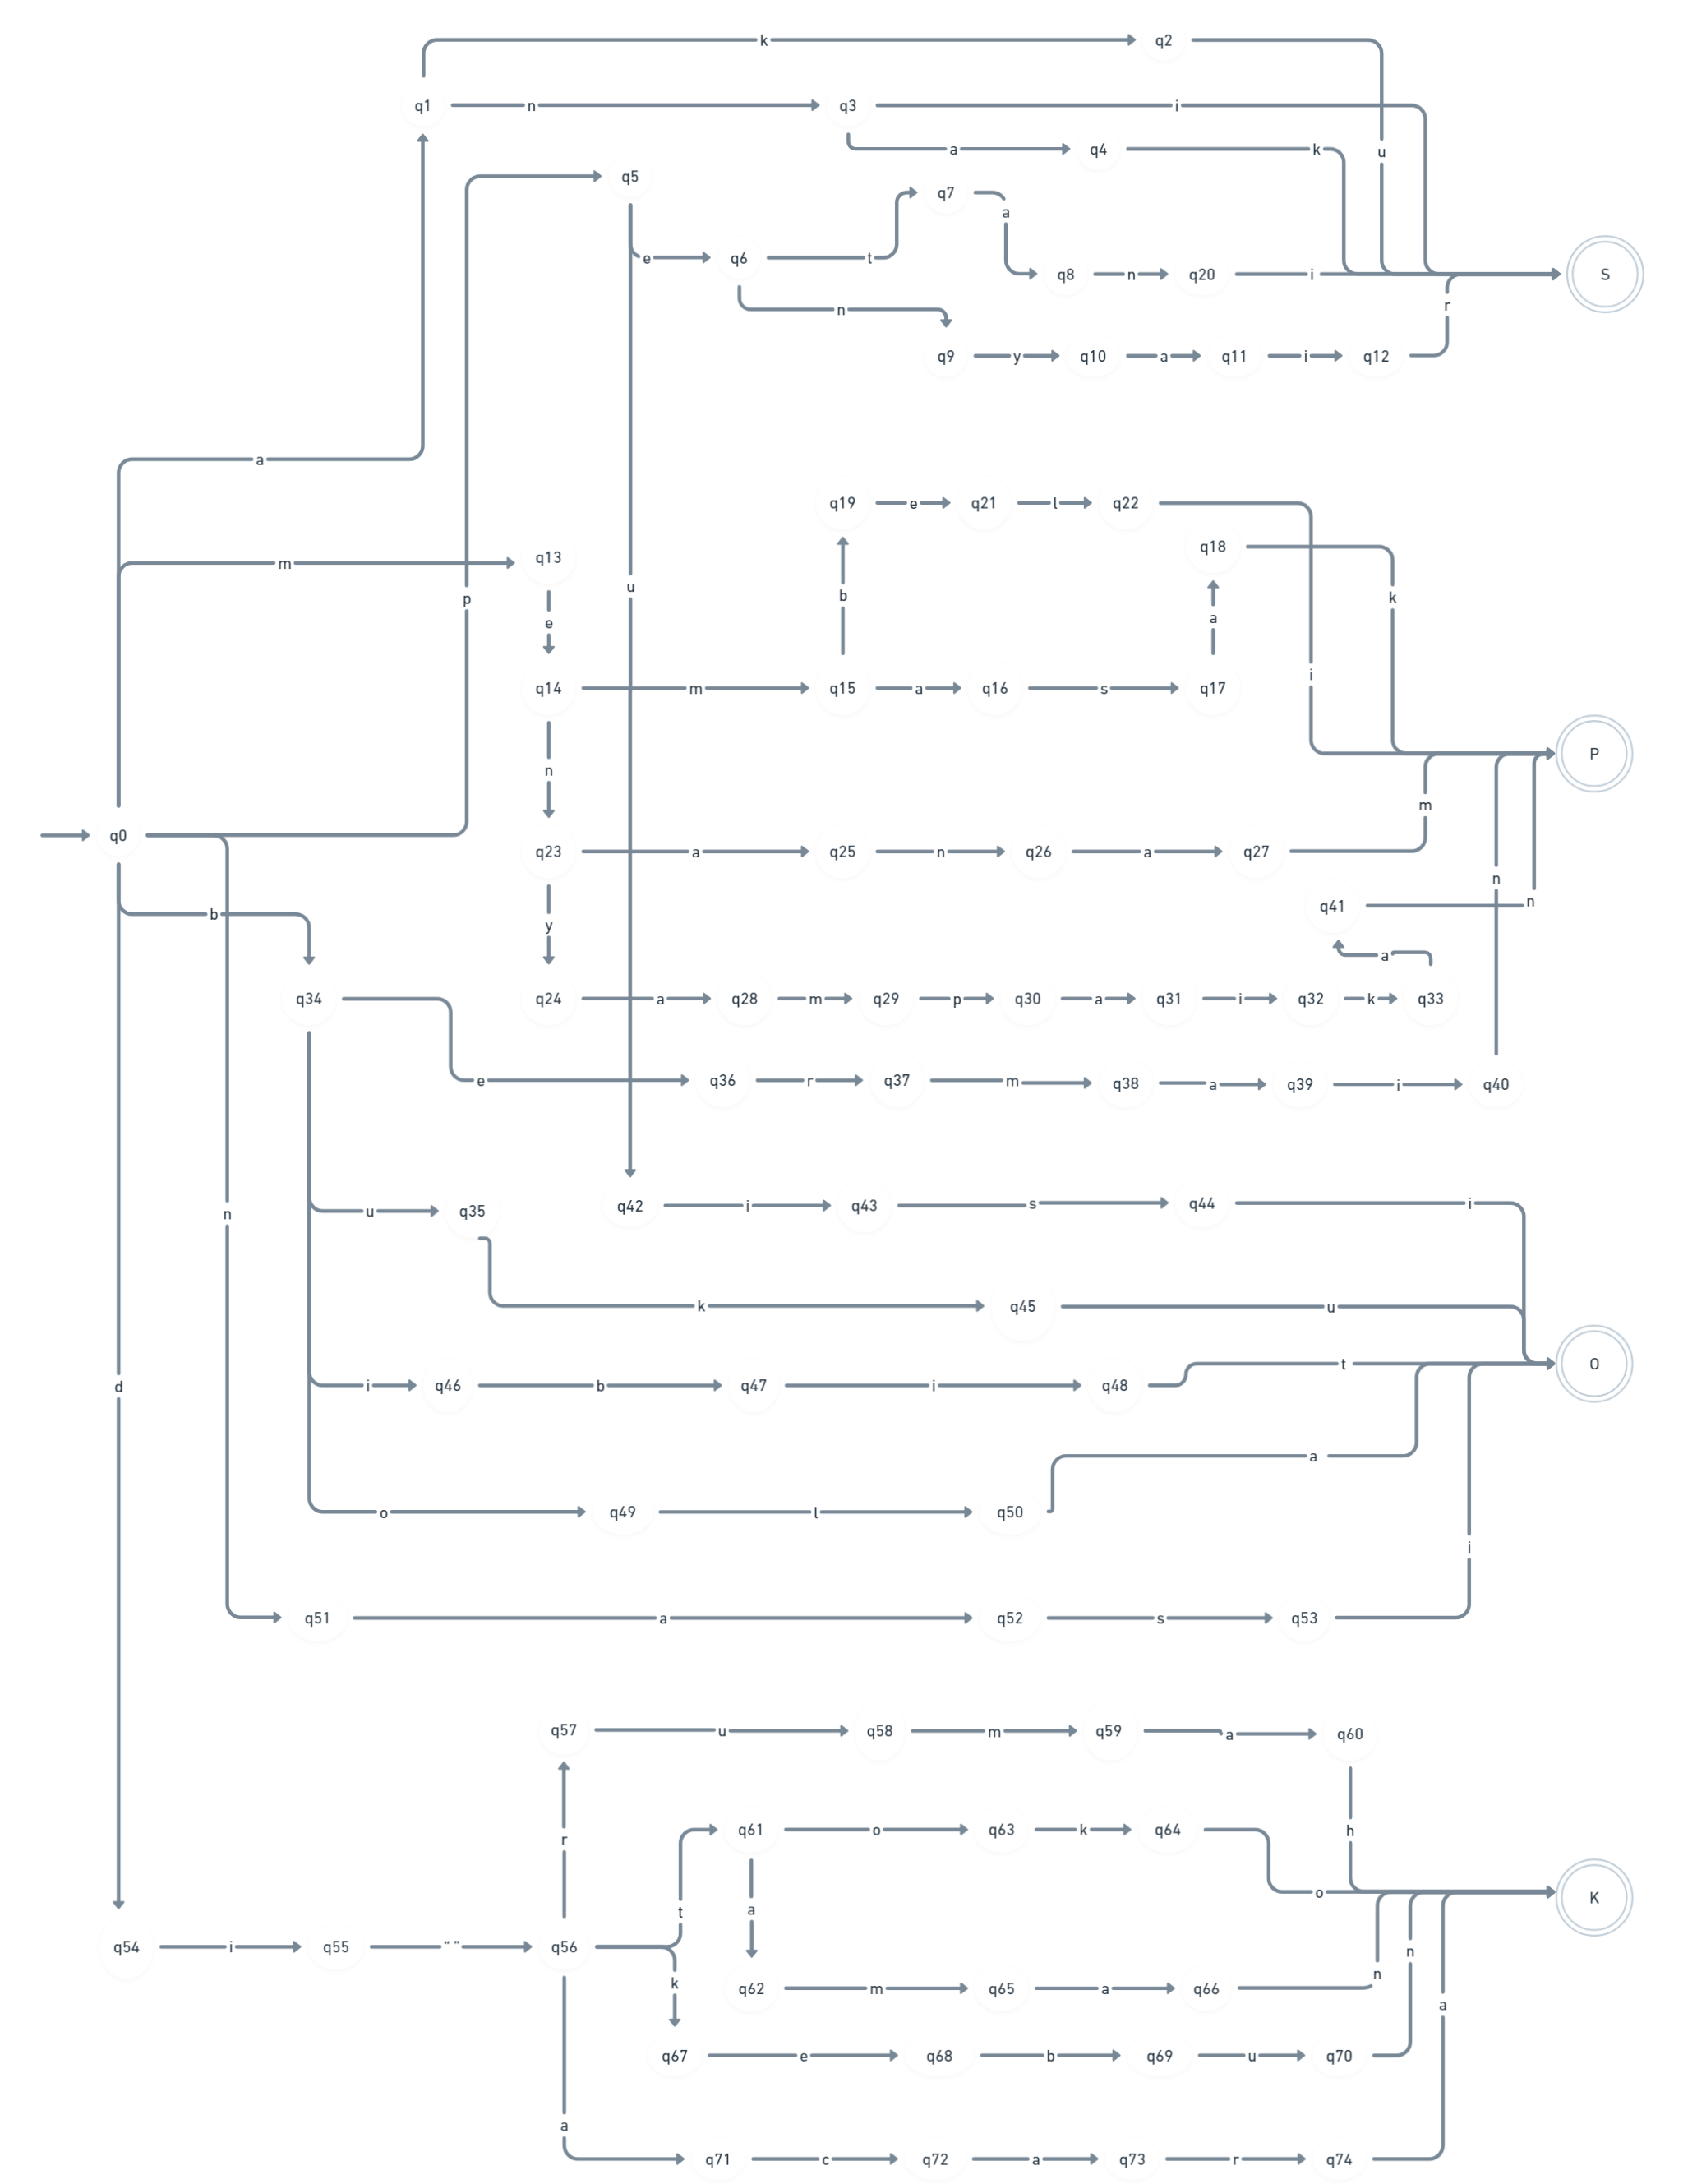 k q2
q1 n q3 i
a q4 k u
q5 q7
a
e q6 t q8 n q20 i S
n r
q9 y q10 a q11 i q12
a
q19 e q21 l q22
q18
m q13
b k
p u
e a
q14 m q15 a q16 s q17 i
P
n
m
q0 q23 a q25 n q26 a q27
n
q41 n
b y
a
q34 q24 a q28 m q29 p q30 a q31 i q32 k q33
e q36 r q37 m q38 a q39 i q40
n u q35 q42 i q43 s q44 i
k q45 u
t O
d i q46 b q47 i q48
a
o q49 l q50
i
q51 a q52 s q53
q57 u q58 m q59 a q60
r q61 o q63 k q64 h
o K
t a
q54 i q55 “ ” q56 n
k q62 m q65 a q66 n
a
q67 e q68 b q69 u q70
a
q71 c q72 a q73 r q74